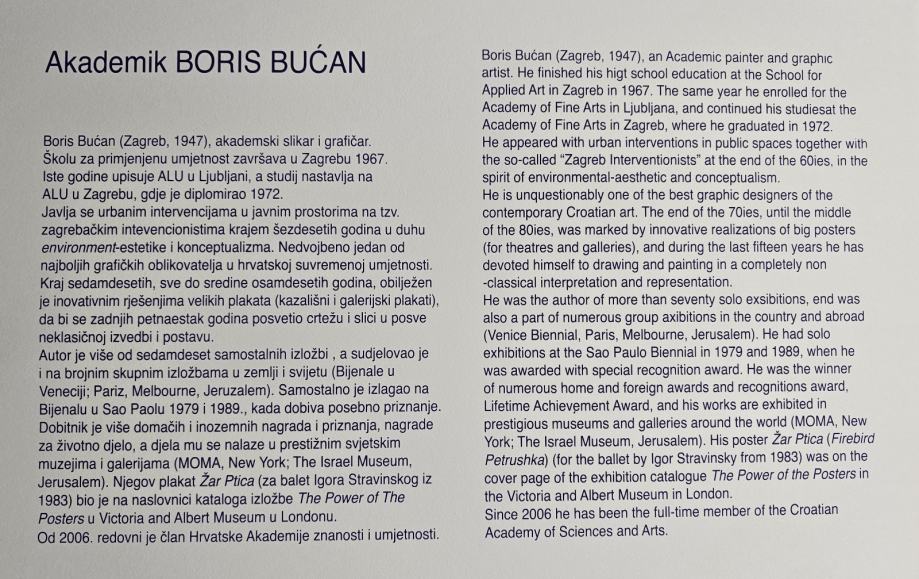 Akademik BORIS BUĆAN
Boris Bućan (Zagreb, 1947), akademski slikar i grafičar.
Školu za primjenjenu umjetnost završava u Zagrebu 1967.
Iste godine upisuje ALU u Ljubljani, a studij nastavlja na
ALU u Zagrebu, gdje je diplomirao 1972.
Javlja se urbanim intervencijama u javnim prostorima na tzv.
zagrebačkim intevencionistima krajem šezdesetih godina u duhu
environment-estetike i konceptualizma. Nedvojbeno jedan od
najboljih grafičkih oblikovatelja u hrvatskoj suvremenoj umjetnosti.
Kraj sedamdesetih, sve do sredine osamdesetih godina, obilježen
je inovativnim rješenjima velikih plakata (kazališni i galerijski plakati),
da bi se zadnjih petnaestak godina posvetio crtežu i slici u posve
neklasičnoj izvedbi i postavu.
Autor je više od sedamdeset samostalnih izložbi , a sudjelovao je
i na brojnim skupnim izložbama u zemlji i svijetu (Bijenale u
Veneciji; Pariz, Melbourne, Jeruzalem). Samostalno je izlagao na
Bijenalu u Sao Paolu 1979 i 1989., kada dobiva posebno priznanje.
Dobitnik je više domaćih i inozemnih nagrada i priznanja, nagrade
za životno djelo, a djela mu se nalaze u prestižnim svjetskim
muzejima i galerijama (MOMA, New York; The Israel Museum,
Jerusalem). Njegov plakat Žar Ptica (za balet Igora Stravinskog iz
1983) bio je na naslovnici kataloga izložbe The Power of The
Posters u Victoria and Albert Museum u Londonu.
Od 2006. redovni je član Hrvatske Akademije znanosti i umjetnosti.
Boris Bućan (Zagreb, 1947), an Academic painter and graphic
artist. He finished his higt school education at the School for
Applied Art in Zagreb in 1967. The same year he enrolled for the
Academy of Fine Arts in Ljubljana, and continued his studiesat the
Academy of Fine Arts in Zagreb, where he graduated in 1972.
He appeared with urban interventions in public spaces together with
the so-called “Zagreb Interventionists” at the end of the 60ies, in the
spirit of environmental-aesthetic and conceptualism.
He is unquestionably one of the best graphic designers of the
contemporary Croatian art. The end of the 70ies, until the middle
of the 80ies, was marked by innovative realizations of big posters
(for theatres and galleries), and during the last fifteen years he has
devoted himself to drawing and painting in a completely non
-classical interpretation and representation.
He was the author of more than seventy solo exsibitions, end was
also a part of numerous group axibitions in the country and abroad
(Venice Biennial, Paris, Melbourne, Jerusalem). He had solo
exhibitions at the Sao Paulo Biennial in 1979 and 1989, when he
was awarded with special recognition award. He was the winner
of numerous home and foreign awards and recognitions award,
Lifetime Achievement Award, and his works are exhibited in
prestigious museums and galleries around the world (MOMA, New
York; The Israel Museum, Jerusalem). His poster Žar Ptica (Firebird
Petrushka) (for the ballet by Igor Stravinsky from 1983) was on the
cover page of the exhibition catalogue The Power of the Posters in
the Victoria and Albert Museum in London.
Since 2006 he has been the full-time member of the Croatian
Academy of Sciences and Arts.